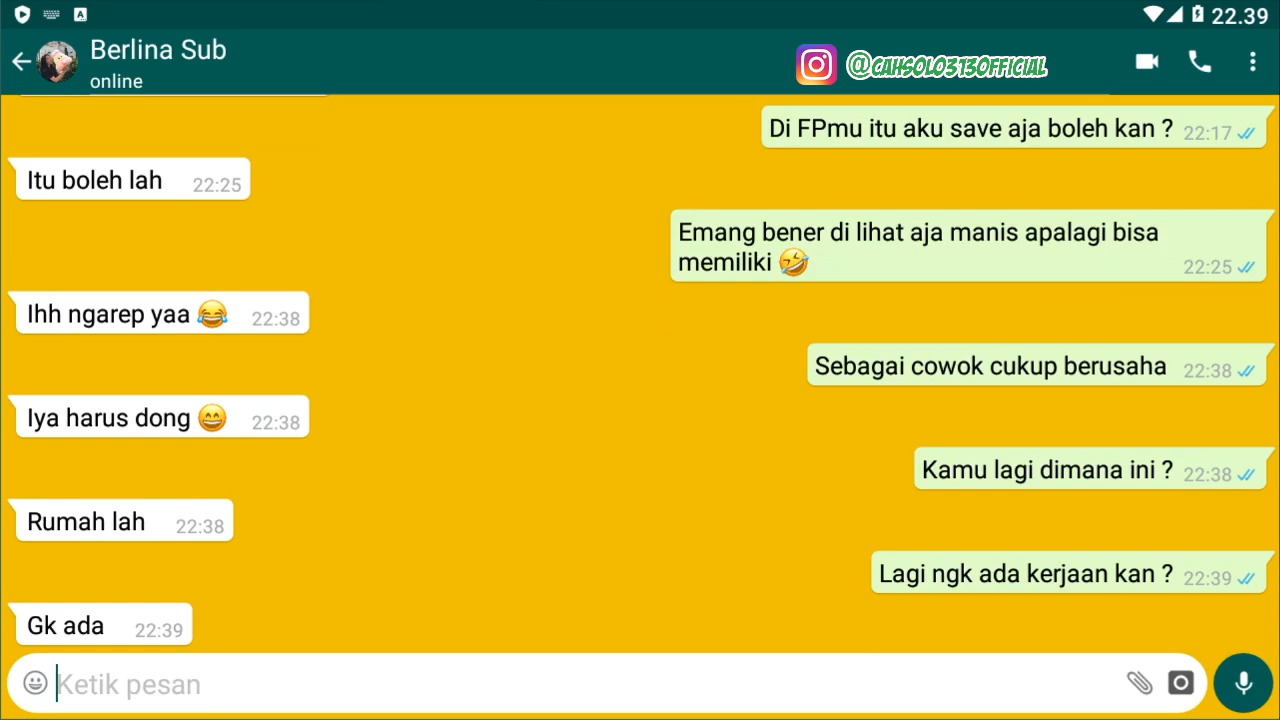 A
22.39
Berlina Sub
online
@CAHSOLO313OFFICIAL
Di FPmu itu aku save aja boleh kan ? 22:17
Itu boleh lah 22:25
Emang bener di lihat aja manis apalagi bisa
memiliki 🤣 22:25
Ihh ngarep yaa 😂 22:38
Sebagai cowok cukup berusaha 22:38
Iya harus dong 😄 22:38
Kamu lagi dimana ini ? 22:38
Rumah lah 22:38
Lagi ngk ada kerjaan kan ? 22:39
Gk ada 22:39
Ketik pesan